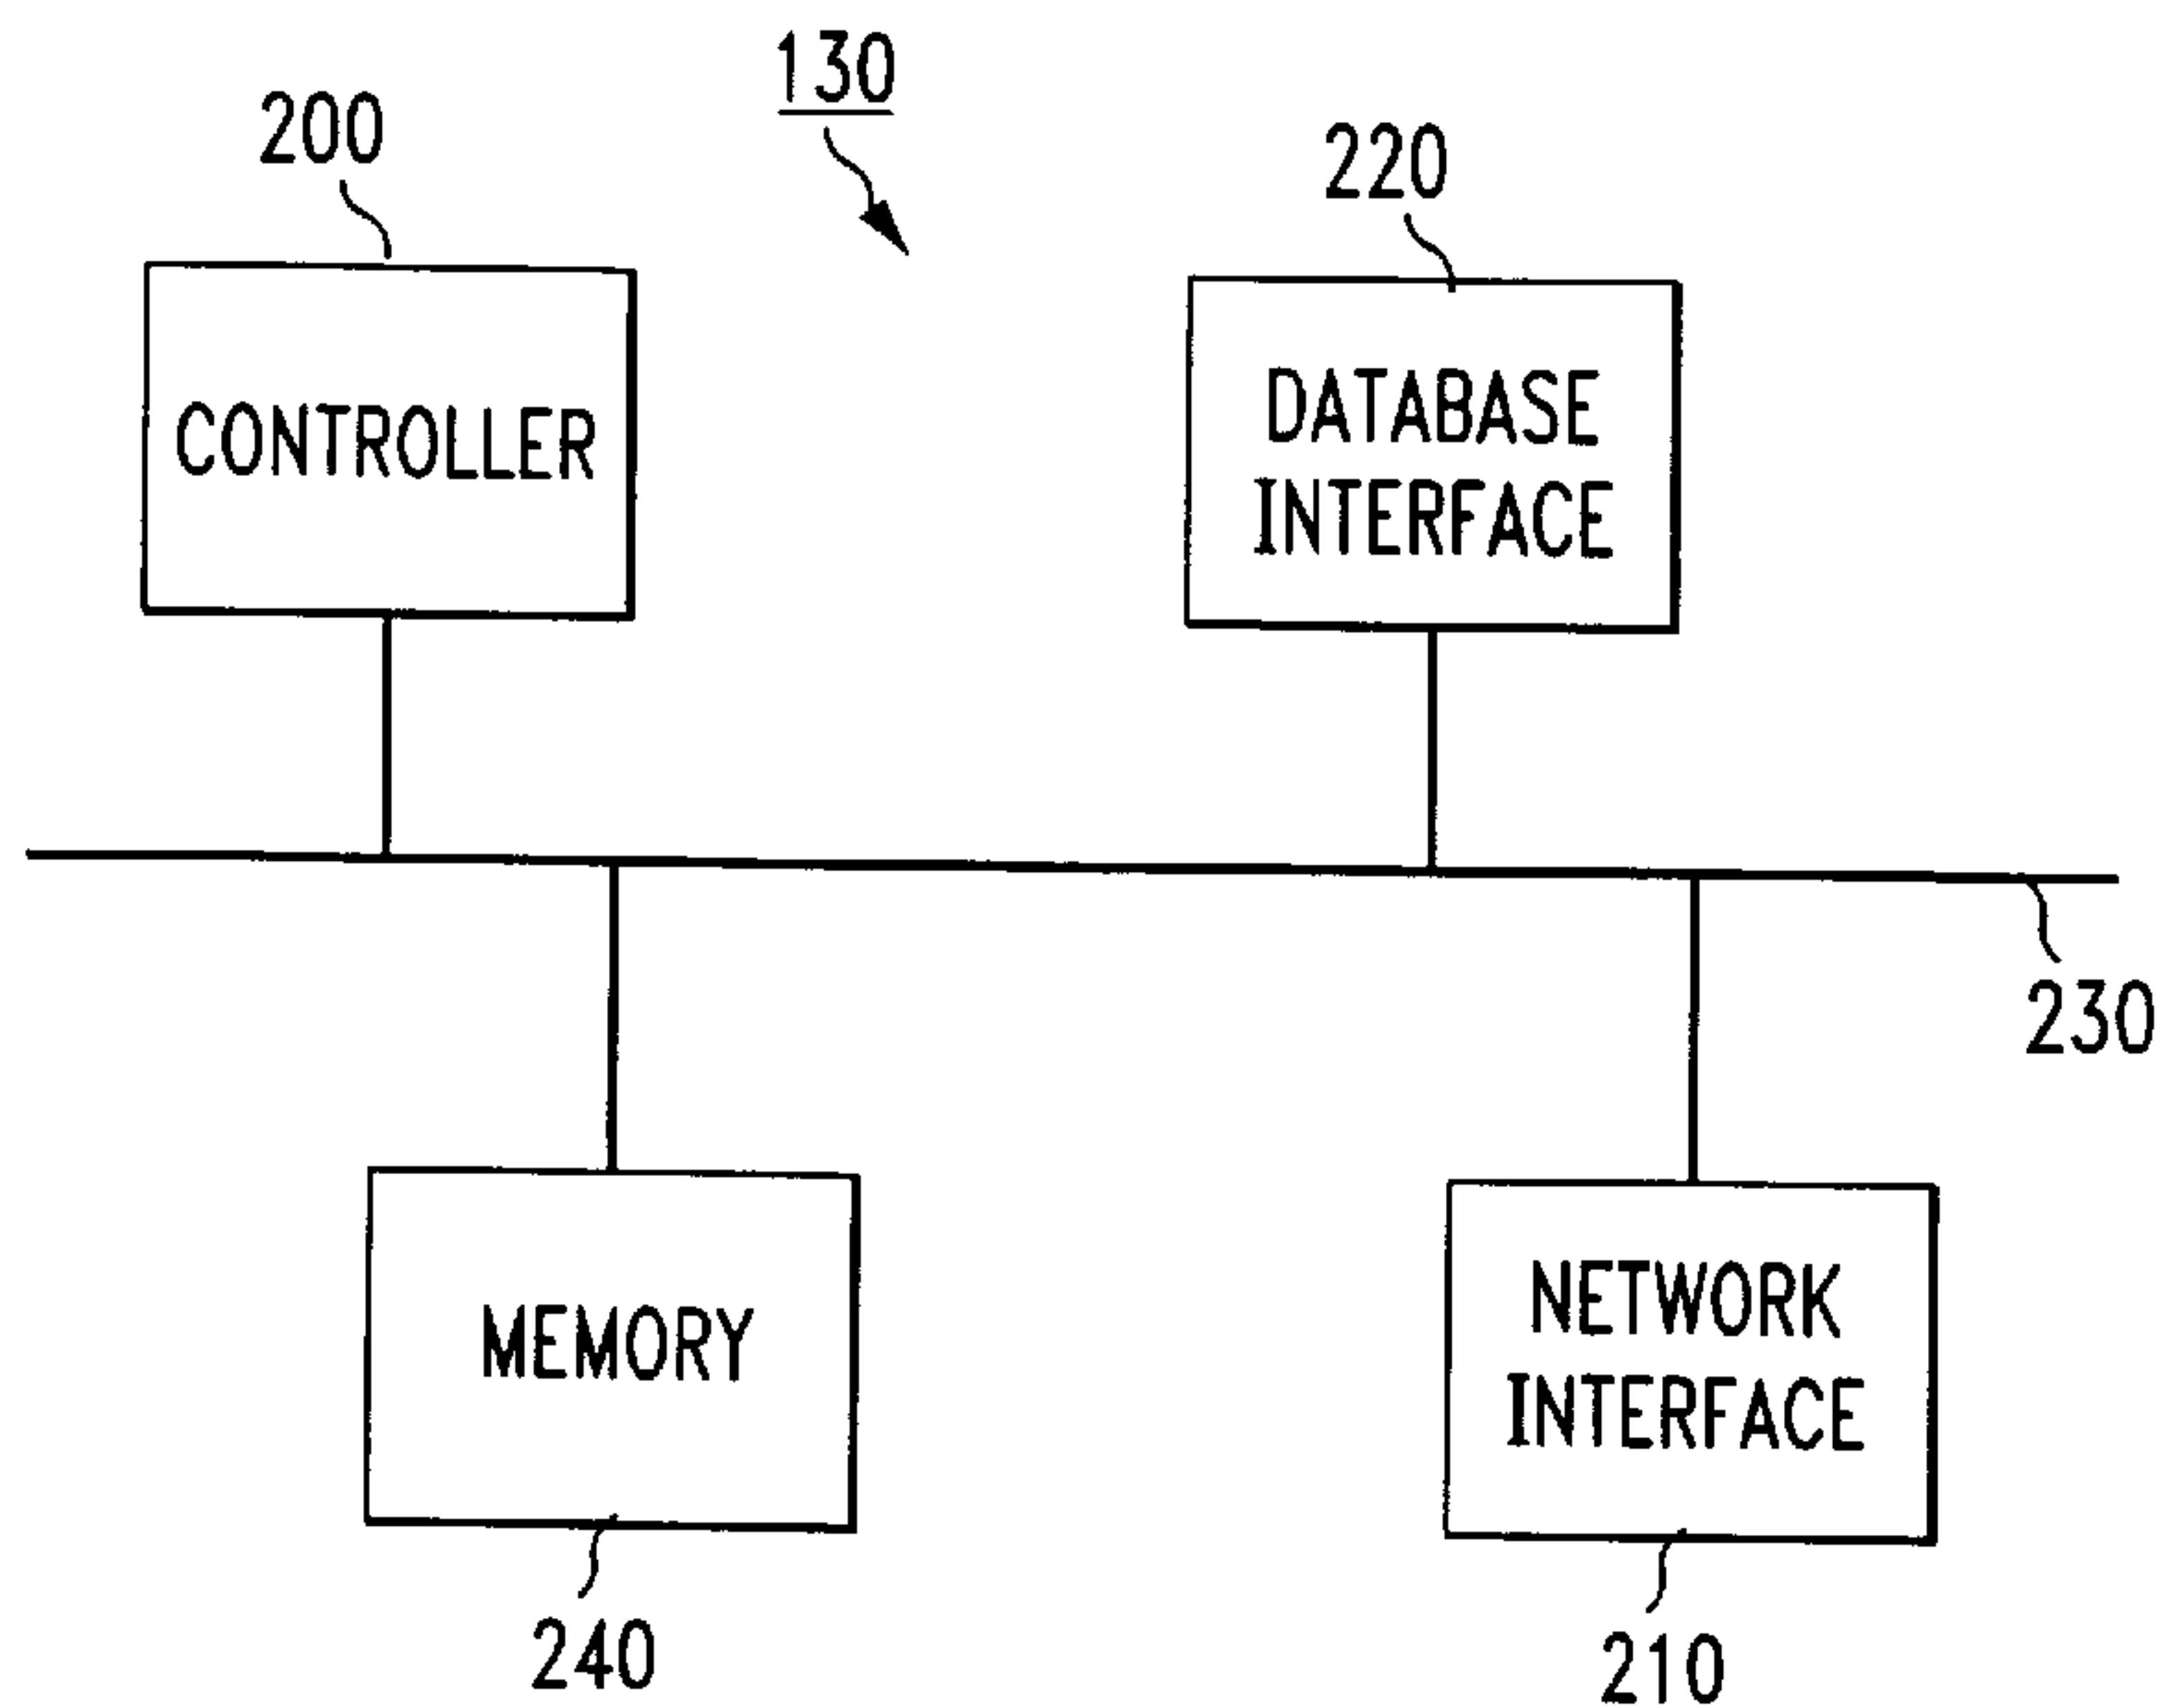 130
200
220
CONTROLLER
DATABASE
INTERFACE
230
MEMORY
NETWORK
INTERFACE
240
210